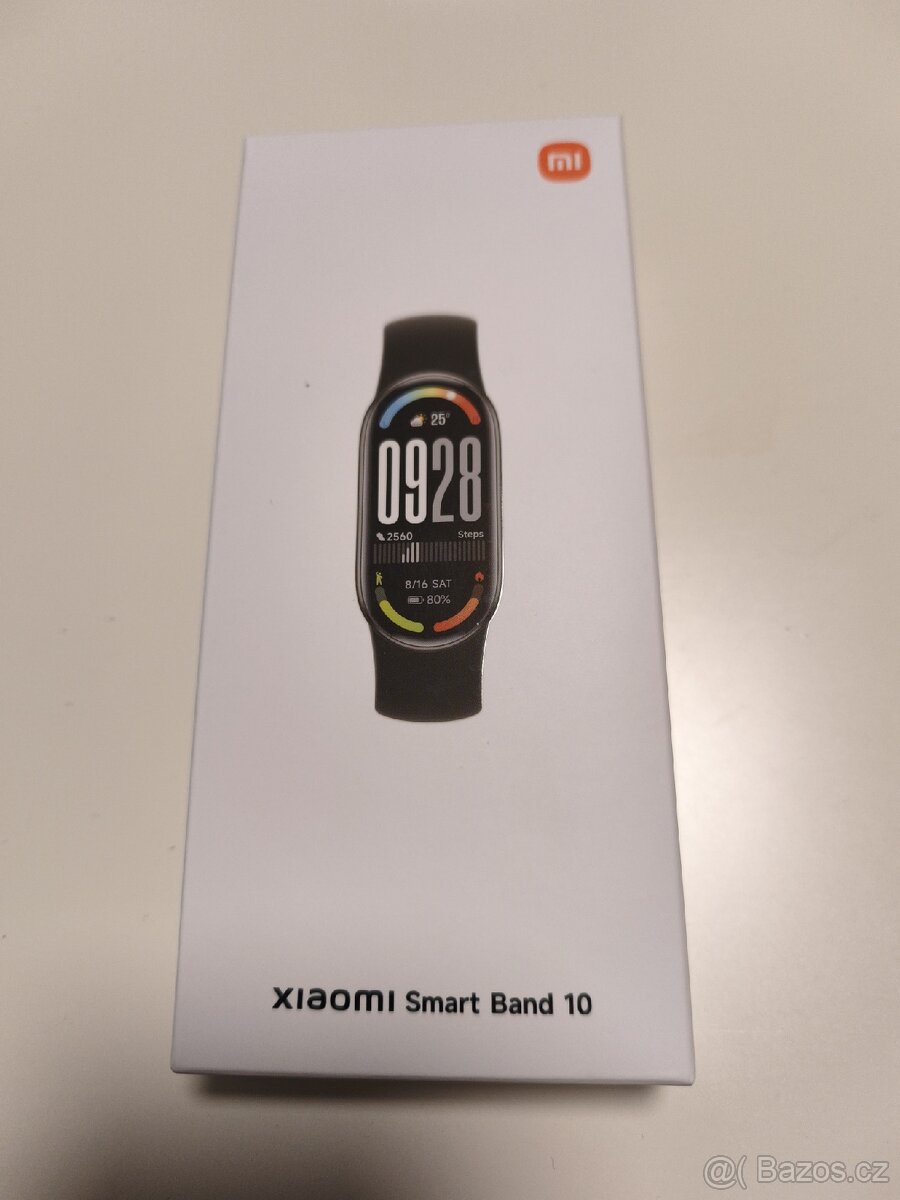 mi
25°
0928
2560 Steps
8/16 SAT
80%
xiaomi Smart Band 10
@( Bazos.cz